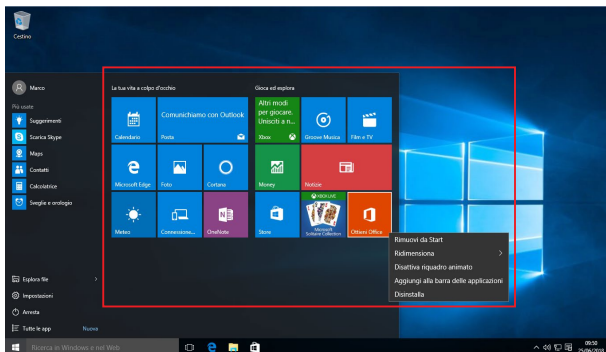 Cestino
Marco
Più usate
Suggerimenti
Scarica Skype
Maps
Contatti
Calcolatrice
Sveglie e orologio
Esplora file
Impostazioni
Arresta
Tutte le app
Nuova
La tua vita a colpo d'occhio
Calendario
Comunichiamo con Outlook
Posta
Microsoft Edge
Foto
Cortana
Meteo
Connessione...
OneNote
Gioca ed esplora
Altri modi
per giocare.
Unisciti a n...
Xbox
Groove Musica
Film e TV
Money
Notizie
Store
XBOX LIVE
Microsoft
Solitaire Collection
Ottieni Office
Rimuovi da Start
Ridimensiona
Disattiva riquadro animato
Aggiungi alla barra delle applicazioni
Disinstalla
Ricerca in Windows e nel Web
09:50
25/06/2018